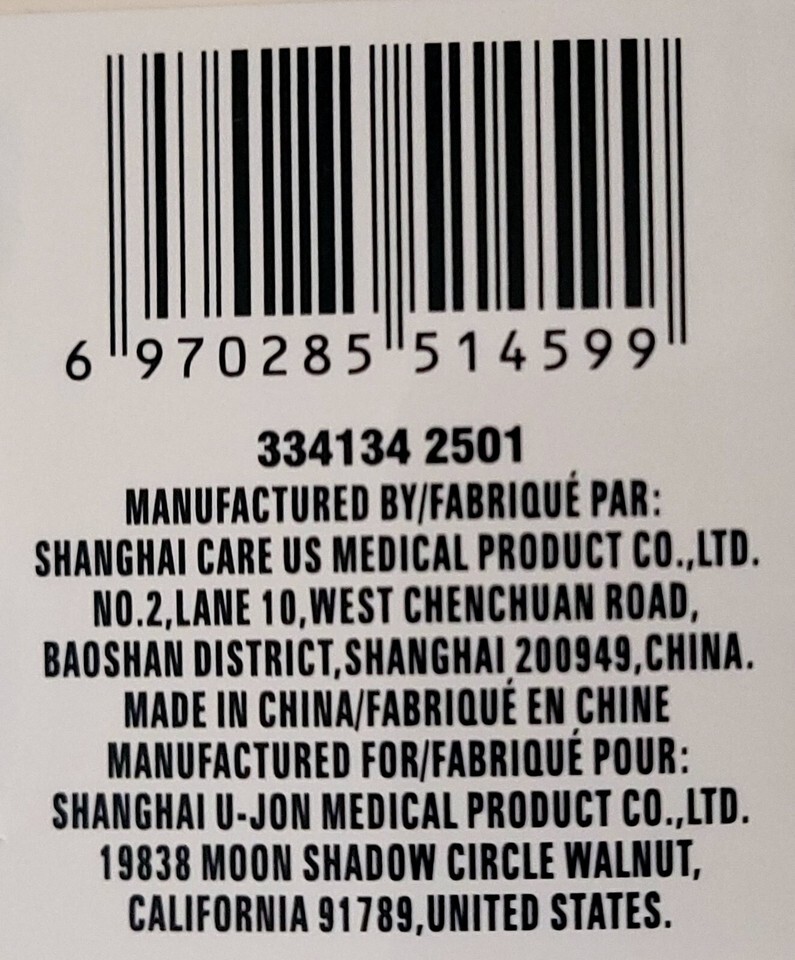 6 970285 514599
334134 2501
MANUFACTURED BY/FABRIQUÉ PAR:
SHANGHAI CARE US MEDICAL PRODUCT CO.,LTD.
NO.2,LANE 10,WEST CHENCHUAN ROAD,
BAOSHAN DISTRICT,SHANGHAI 200949,CHINA.
MADE IN CHINA/FABRIQUÉ EN CHINE
MANUFACTURED FOR/FABRIQUÉ POUR:
SHANGHAI U-JON MEDICAL PRODUCT CO.,LTD.
19838 MOON SHADOW CIRCLE WALNUT,
CALIFORNIA 91789,UNITED STATES.